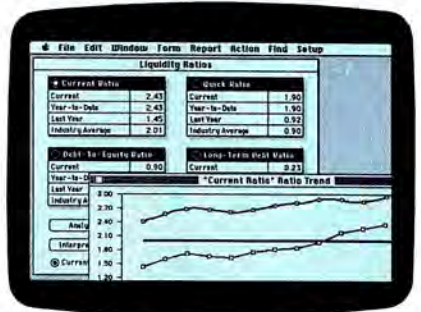 File Edit Window Form Report Action Find Setup
Liquidity Ratios
Current Ratio
Current 2.43
Year-to-Date 2.43
Last Year 1.45
Industry Average 2.01
Quick Ratio
Current 1.90
Year-to-Date 1.90
Last Year 0.92
Industry Average 0.90
Debt-To-Equity Ratio
Current 0.90
Year-to-D
Last Year
Industry A
Long-Term Debt Ratio
Current 0.23
"Current Ratio" Ratio Trend
Analy
Interpre
Current
3.00
2.70
2.40
2.10
1.80
1.50
1.20